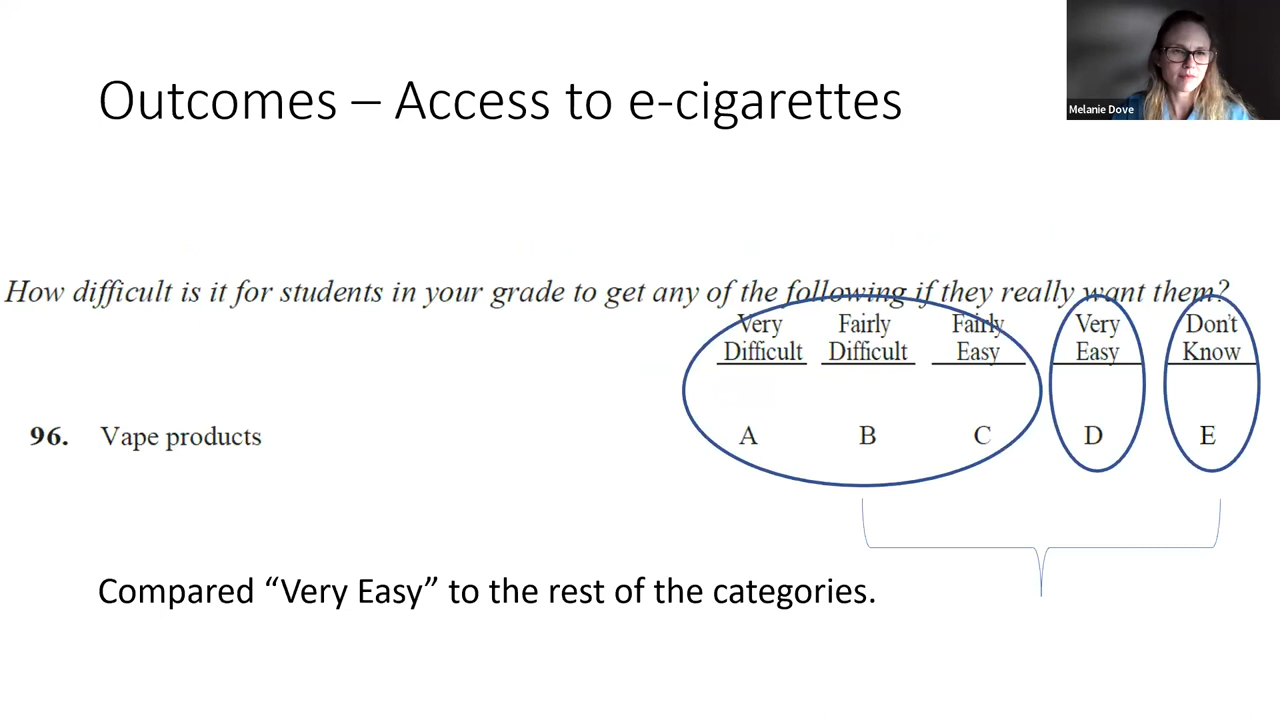 Outcomes – Access to e-cigarettes
Melanie Dove
How difficult is it for students in your grade to get any of the following if they really want them?
Very Fairly Fairly Very Don't
Difficult Difficult Easy Easy Know
96. Vape products A B C D E
Compared “Very Easy” to the rest of the categories.